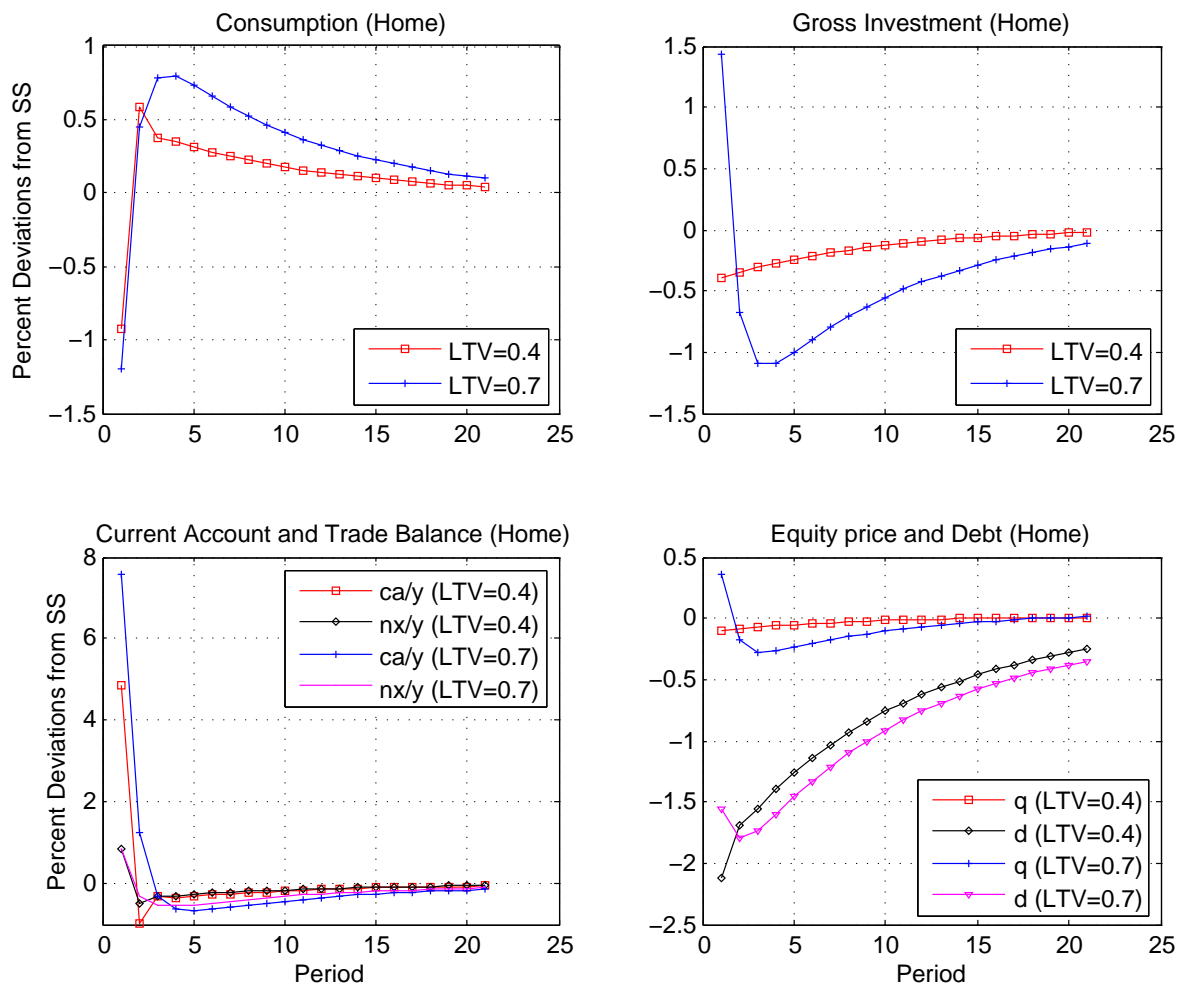 Consumption (Home)
Percent Deviations from SS
1
0.5
0
−0.5
−1
−1.5
0 5 10 15 20 25
LTV=0.4
LTV=0.7
Gross Investment (Home)
1.5
1
0.5
0
−0.5
−1
−1.5
0 5 10 15 20 25
LTV=0.4
LTV=0.7
Current Account and Trade Balance (Home)
Percent Deviations from SS
8
6
4
2
0
0 5 10 15 20 25
Period
ca/y (LTV=0.4)
nx/y (LTV=0.4)
ca/y (LTV=0.7)
nx/y (LTV=0.7)
Equity price and Debt (Home)
0.5
0
−0.5
−1
−1.5
−2
−2.5
0 5 10 15 20 25
Period
q (LTV=0.4)
d (LTV=0.4)
q (LTV=0.7)
d (LTV=0.7)